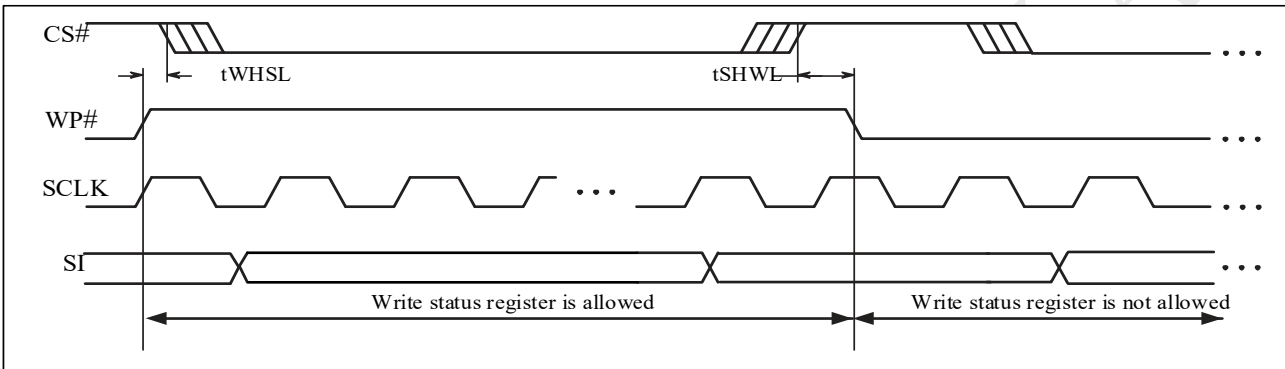 CS#
tWHSL
tSHWL
WP#
SCLK
SI
Write status register is allowed
Write status register is not allowed